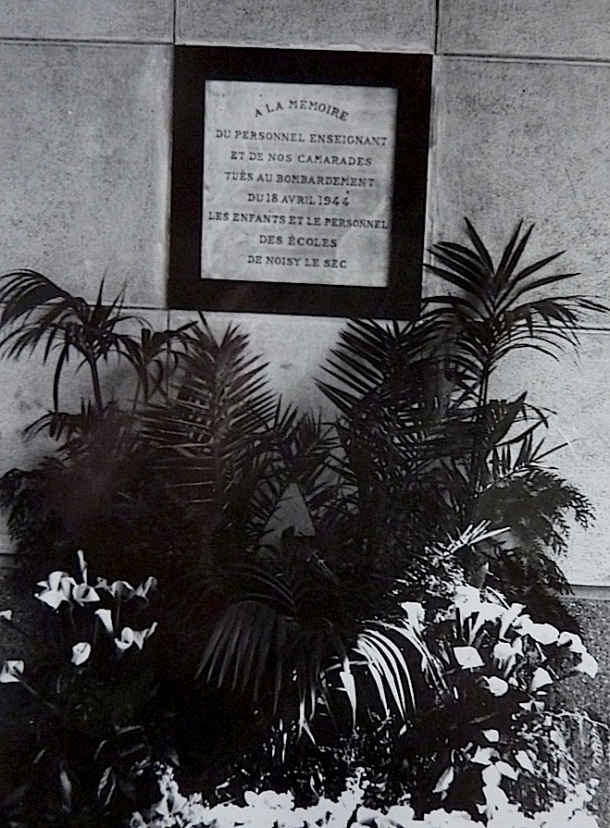 A LA MÉMOIRE
DU PERSONNEL ENSEIGNANT
ET DE NOS CAMARADES
TUÉS AU BOMBARDEMENT
DU 18 AVRIL 1944
LES ENFANTS ET LE PERSONNEL
DES ÉCOLES
DE NOISY LE SEC